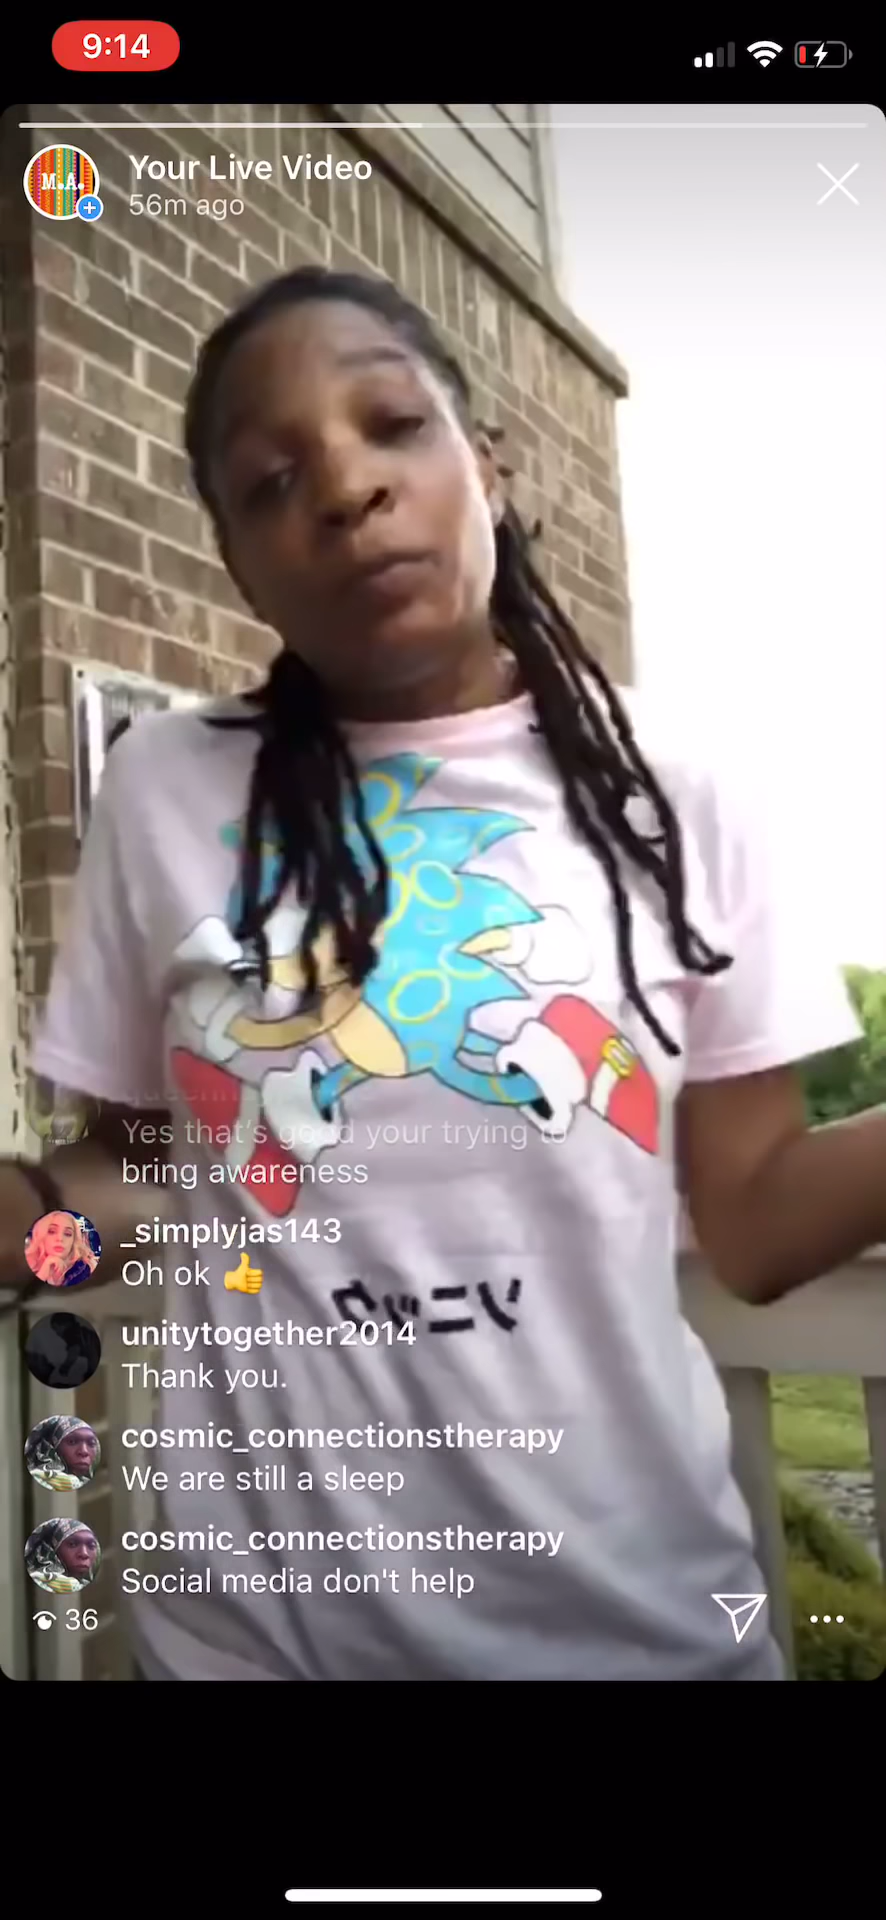 9:14
M.A.
Your Live Video
56m ago
Yes that's good your trying to
bring awareness
_simplyjas143
Oh ok 👍
ソニック
unitytogether2014
Thank you.
cosmic_connectionstherapy
We are still a sleep
cosmic_connectionstherapy
Social media don't help
36